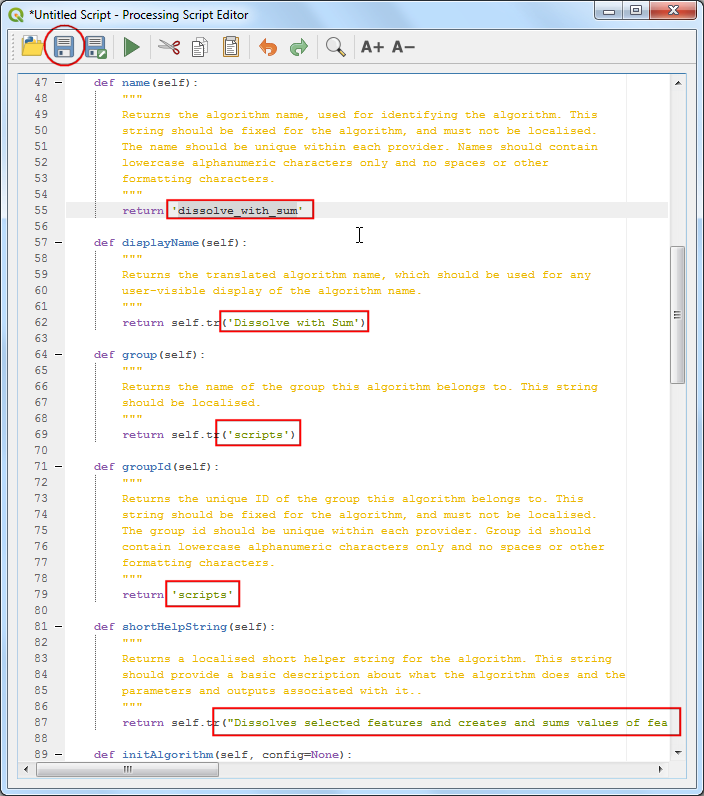 *Untitled Script - Processing Script Editor
A+ A−
47 def name(self):
48 """
49 Returns the algorithm name, used for identifying the algorithm. This
50 string should be fixed for the algorithm, and must not be localised.
51 The name should be unique within each provider. Names should contain
52 lowercase alphanumeric characters only and no spaces or other
53 formatting characters.
54 """
55 return 'dissolve_with_sum'
56
57 def displayName(self):
58 """
59 Returns the translated algorithm name, which should be used for any
60 user-visible display of the algorithm name.
61 """
62 return self.tr('Dissolve with Sum')
63
64 def group(self):
65 """
66 Returns the name of the group this algorithm belongs to. This string
67 should be localised.
68 """
69 return self.tr('scripts')
70
71 def groupId(self):
72 """
73 Returns the unique ID of the group this algorithm belongs to. This
74 string should be fixed for the algorithm, and must not be localised.
75 The group id should be unique within each provider. Group id should
76 contain lowercase alphanumeric characters only and no spaces or other
77 formatting characters.
78 """
79 return 'scripts'
80
81 def shortHelpString(self):
82 """
83 Returns a localised short helper string for the algorithm. This string
84 should provide a basic description about what the algorithm does and the
85 parameters and outputs associated with it..
86 """
87 return self.tr("Dissolves selected features and creates and sums values of fea
88
89 def initAlgorithm(self, config=None):